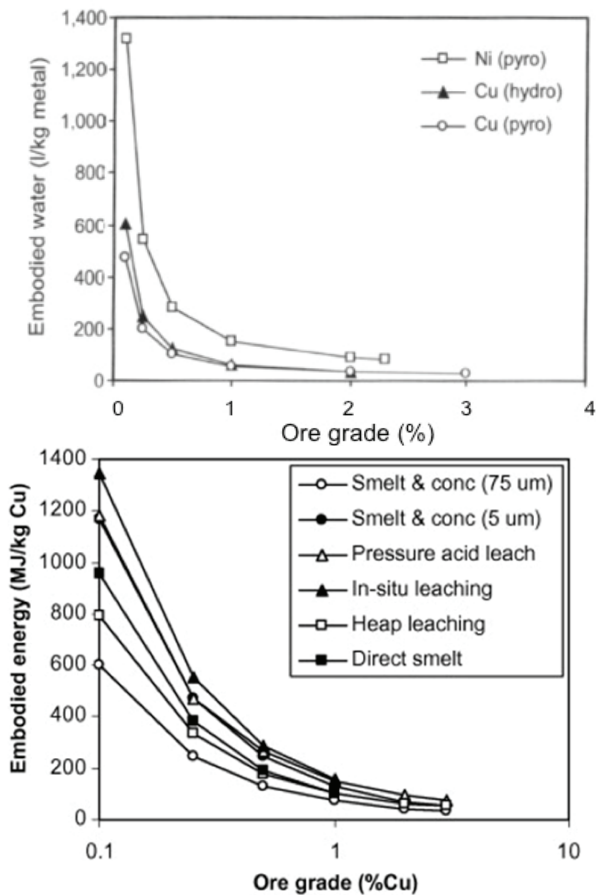 1,400
1,200
1,000
800
600
400
200
0
Embodied water (l/kg metal)
Ni (pyro)
Cu (hydro)
Cu (pyro)
0 1 2 3 4
Ore grade (%)
1400
1200
1000
800
600
400
200
0
Embodied energy (MJ/kg Cu)
Smelt & conc (75 um)
Smelt & conc (5 um)
Pressure acid leach
In-situ leaching
Heap leaching
Direct smelt
0.1 1 10
Ore grade (%Cu)